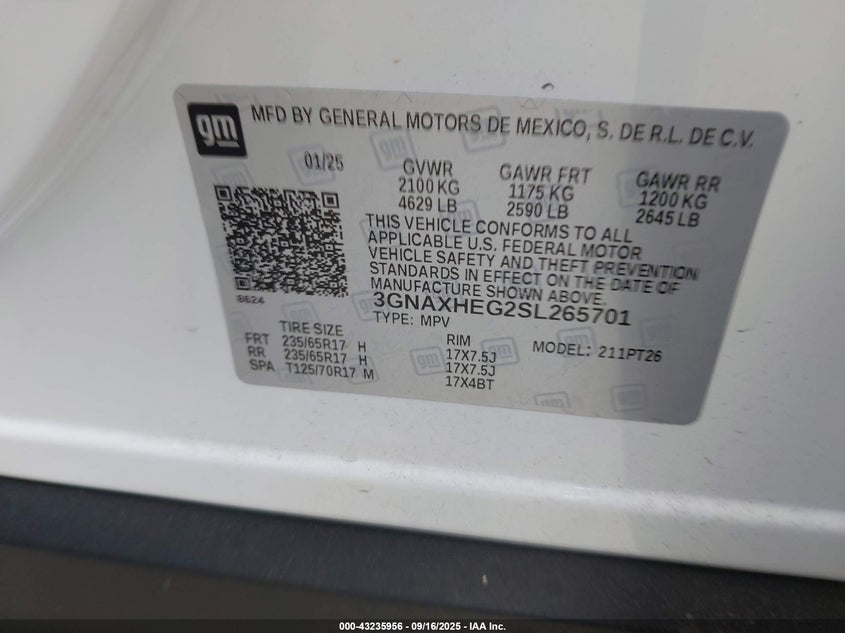 gm
MFD BY GENERAL MOTORS DE MEXICO, S. DE R.L. DE C.V.
01/25 GVWR GAWR FRT GAWR RR
2100 KG 1175 KG 1200 KG
4629 LB 2590 LB 2645 LB
THIS VEHICLE CONFORMS TO ALL
APPLICABLE U.S. FEDERAL MOTOR
VEHICLE SAFETY AND THEFT PREVENTION
STANDARDS IN EFFECT ON THE DATE OF
MANUFACTURE SHOWN ABOVE.
8624
3GNAXHEG2SL265701
TYPE: MPV
TIRE SIZE RIM MODEL: 211PT26
FRT 235/65R17 H 17X7.5J
RR 235/65R17 H 17X7.5J
SPA T125/70R17 M 17X4BT
000-43235956 - 09/16/2025 - IAA Inc.